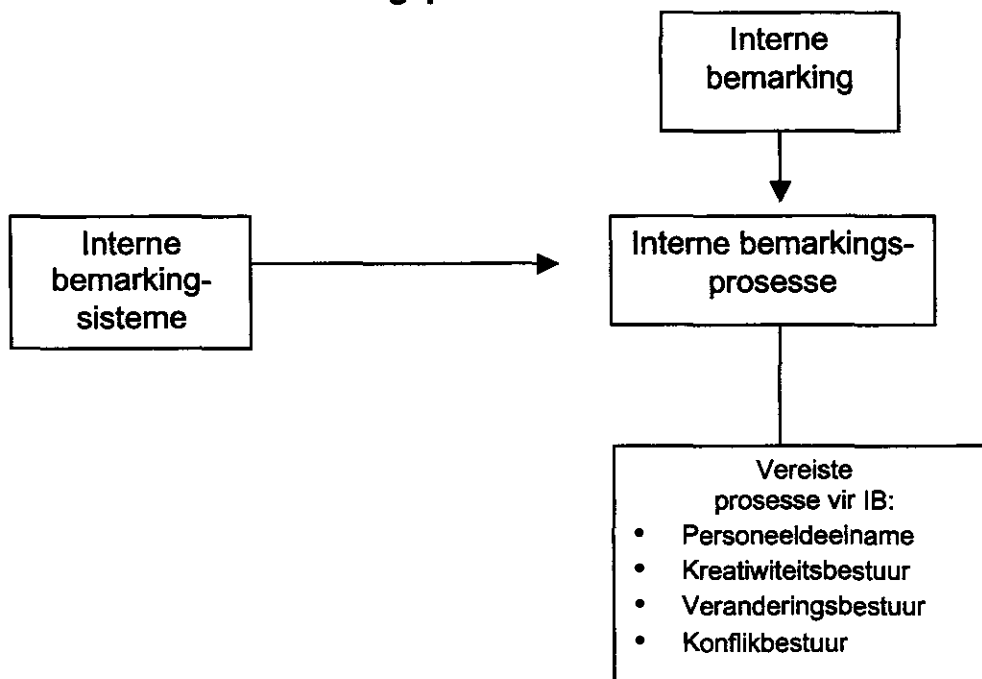 Interne
bemarking
Interne
bemarking-
sisteme
Interne bemarkings-
prosesse
Vereiste
prosesse vir IB:
• Personeeldeelname
• Kreatiwiteitsbestuur
• Veranderingsbestuur
• Konflikbestuur